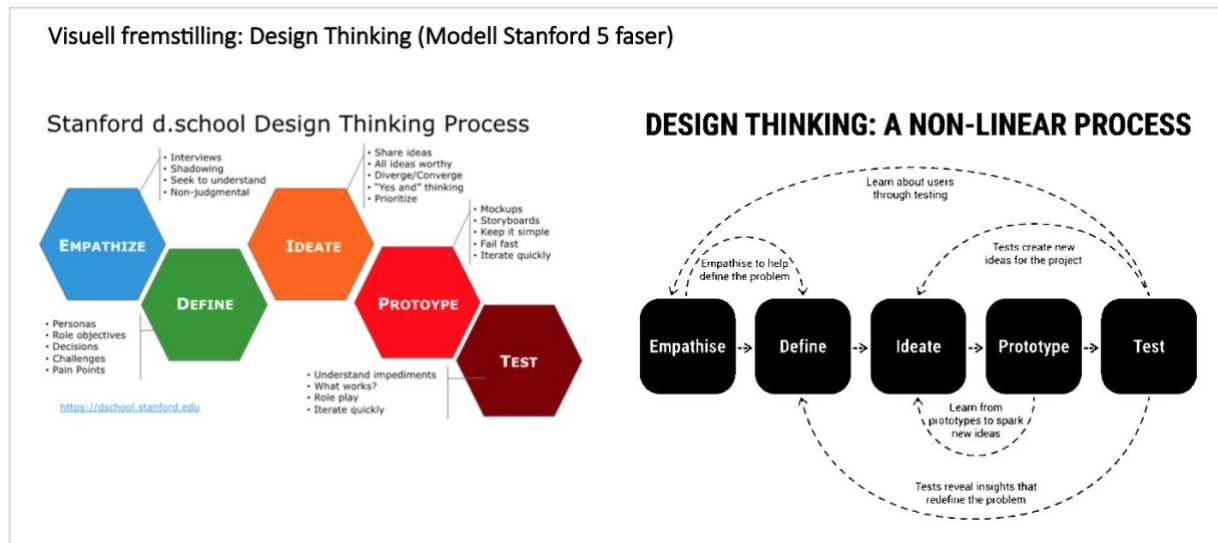 Visuell fremstilling: Design Thinking (Modell Stanford 5 faser)
Stanford d.school Design Thinking Process
• Interviews
• Shadowing
• Seek to understand
• Non-judgmental
• Share ideas
• All ideas worthy
• Diverge/Converge
• "Yes and" thinking
• Prioritize
• Mockups
• Storyboards
• Keep it simple
• Fail fast
• Iterate quickly
EMPATHIZE
DEFINE
IDEATE
PROTOYPE
TEST
• Personas
• Role objectives
• Decisions
• Challenges
• Pain Points
• Understand impediments
• What works?
• Role play
• Iterate quickly
https://dschool.stanford.edu
DESIGN THINKING: A NON-LINEAR PROCESS
Learn about users
through testing
Tests create new
ideas for the project
Empathise to help
define the problem
Empathise
Define
Ideate
Prototype
Test
Learn from
prototypes to spark
new ideas
Tests reveal insights that
redefine the problem